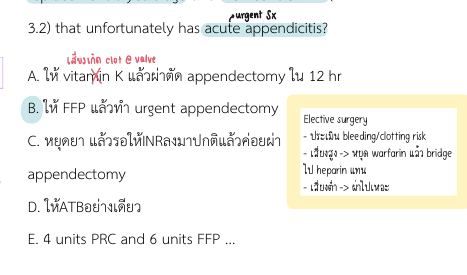 urgent Sx
3.2) that unfortunately has acute appendicitis?
เสี่ยงเกิด clot @ valve
A. ให้ vitamin K แล้วผ่าตัด appendectomy ใน 12 hr
B. ให้ FFP แล้วทำ urgent appendectomy
C. หยุดยา แล้วรอให้INRลงมาปกติแล้วค่อยผ่า
appendectomy
D. ให้ATBอย่างเดียว
E. 4 units PRC and 6 units FFP ...
Elective surgery
- ประเมิน bleeding/clotting risk
- เสี่ยงสูง -> หยุด warfarin แล้ว bridge
ไป heparin แทน
- เสี่ยงต่ำ -> ผ่าไปเหอะ